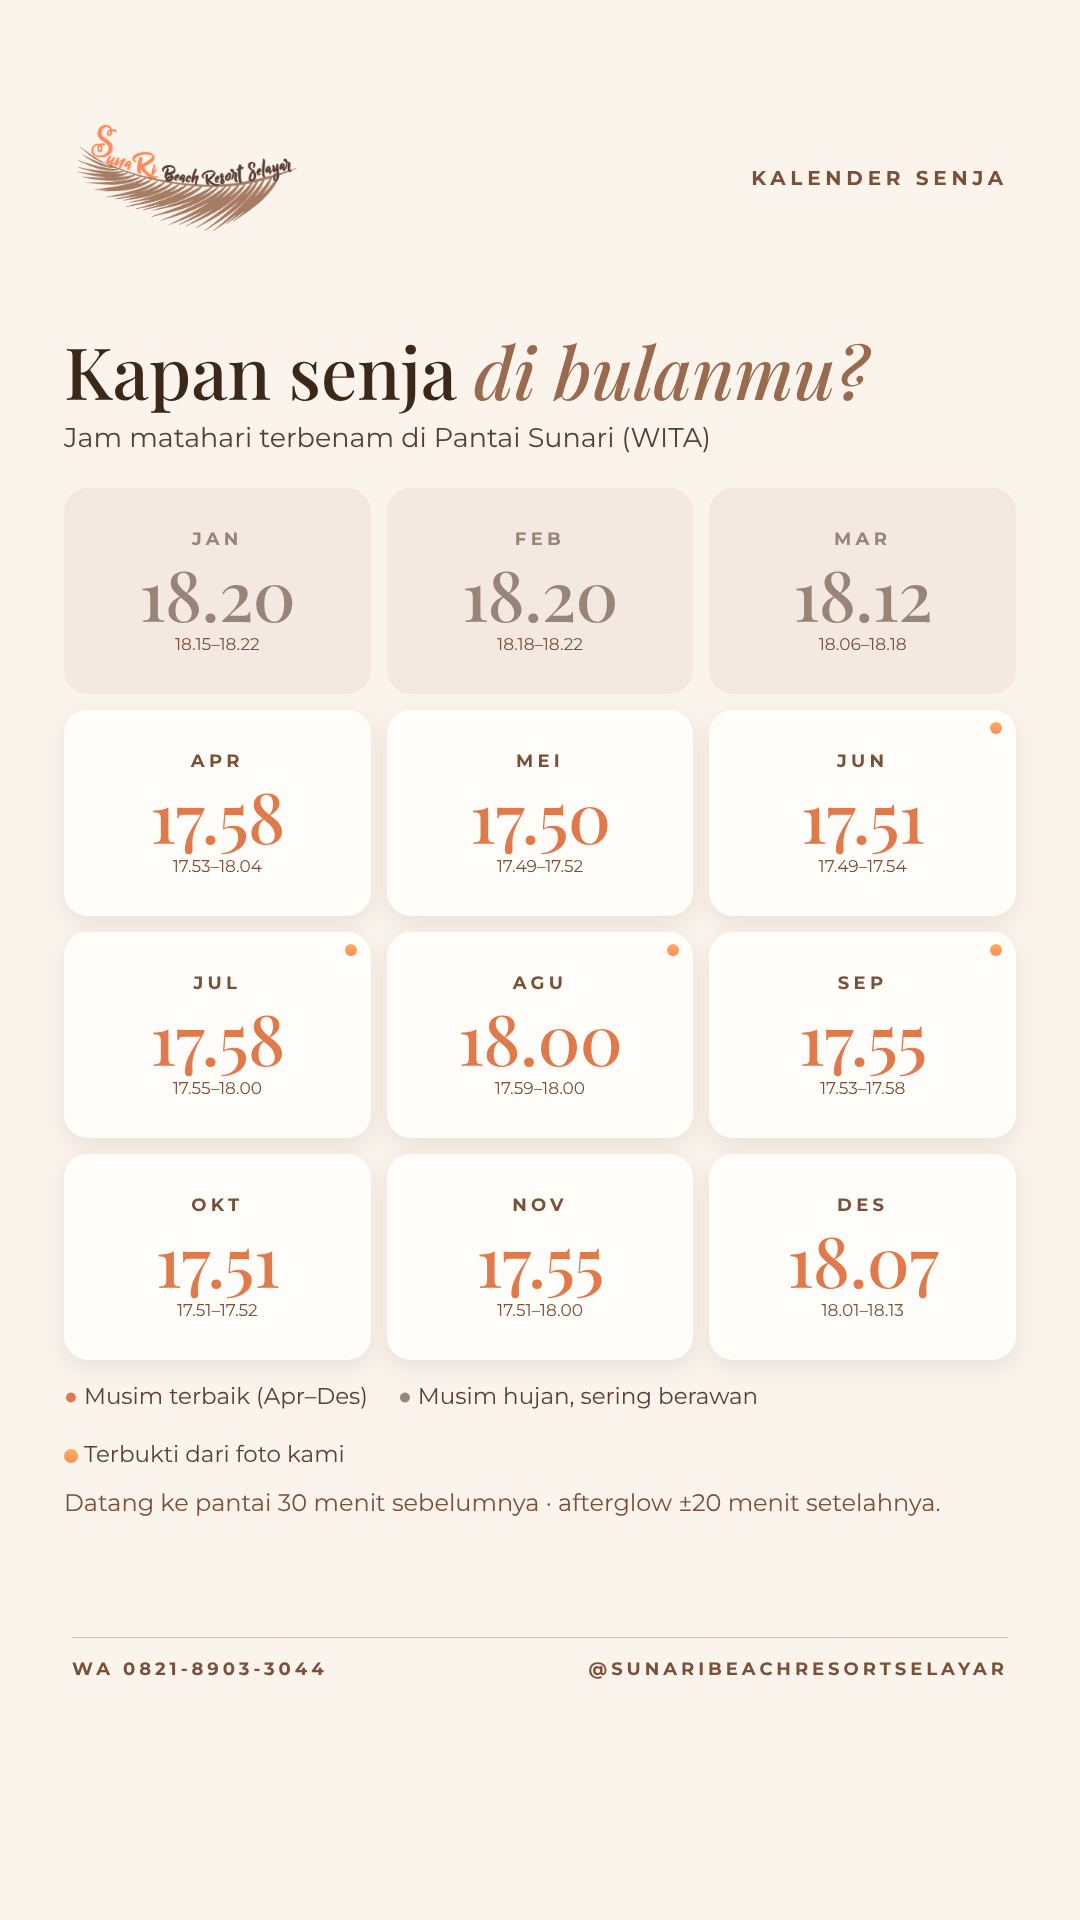 SunaRi Beach Resort Selayar
KALENDER SENJA
Kapan senja di bulanmu?
Jam matahari terbenam di Pantai Sunari (WITA)
JAN
18.20
18.15–18.22
FEB
18.20
18.18–18.22
MAR
18.12
18.06–18.18
APR
17.58
17.53–18.04
MEI
17.50
17.49–17.52
JUN
17.51
17.49–17.54
JUL
17.58
17.55–18.00
AGU
18.00
17.59–18.00
SEP
17.55
17.53–17.58
OKT
17.51
17.51–17.52
NOV
17.55
17.51–18.00
DES
18.07
18.01–18.13
Musim terbaik (Apr–Des)
Musim hujan, sering berawan
Terbukti dari foto kami
Datang ke pantai 30 menit sebelumnya · afterglow ±20 menit setelahnya.
WA 0821-8903-3044
@SUNARIBEACHRESORTSELAYAR